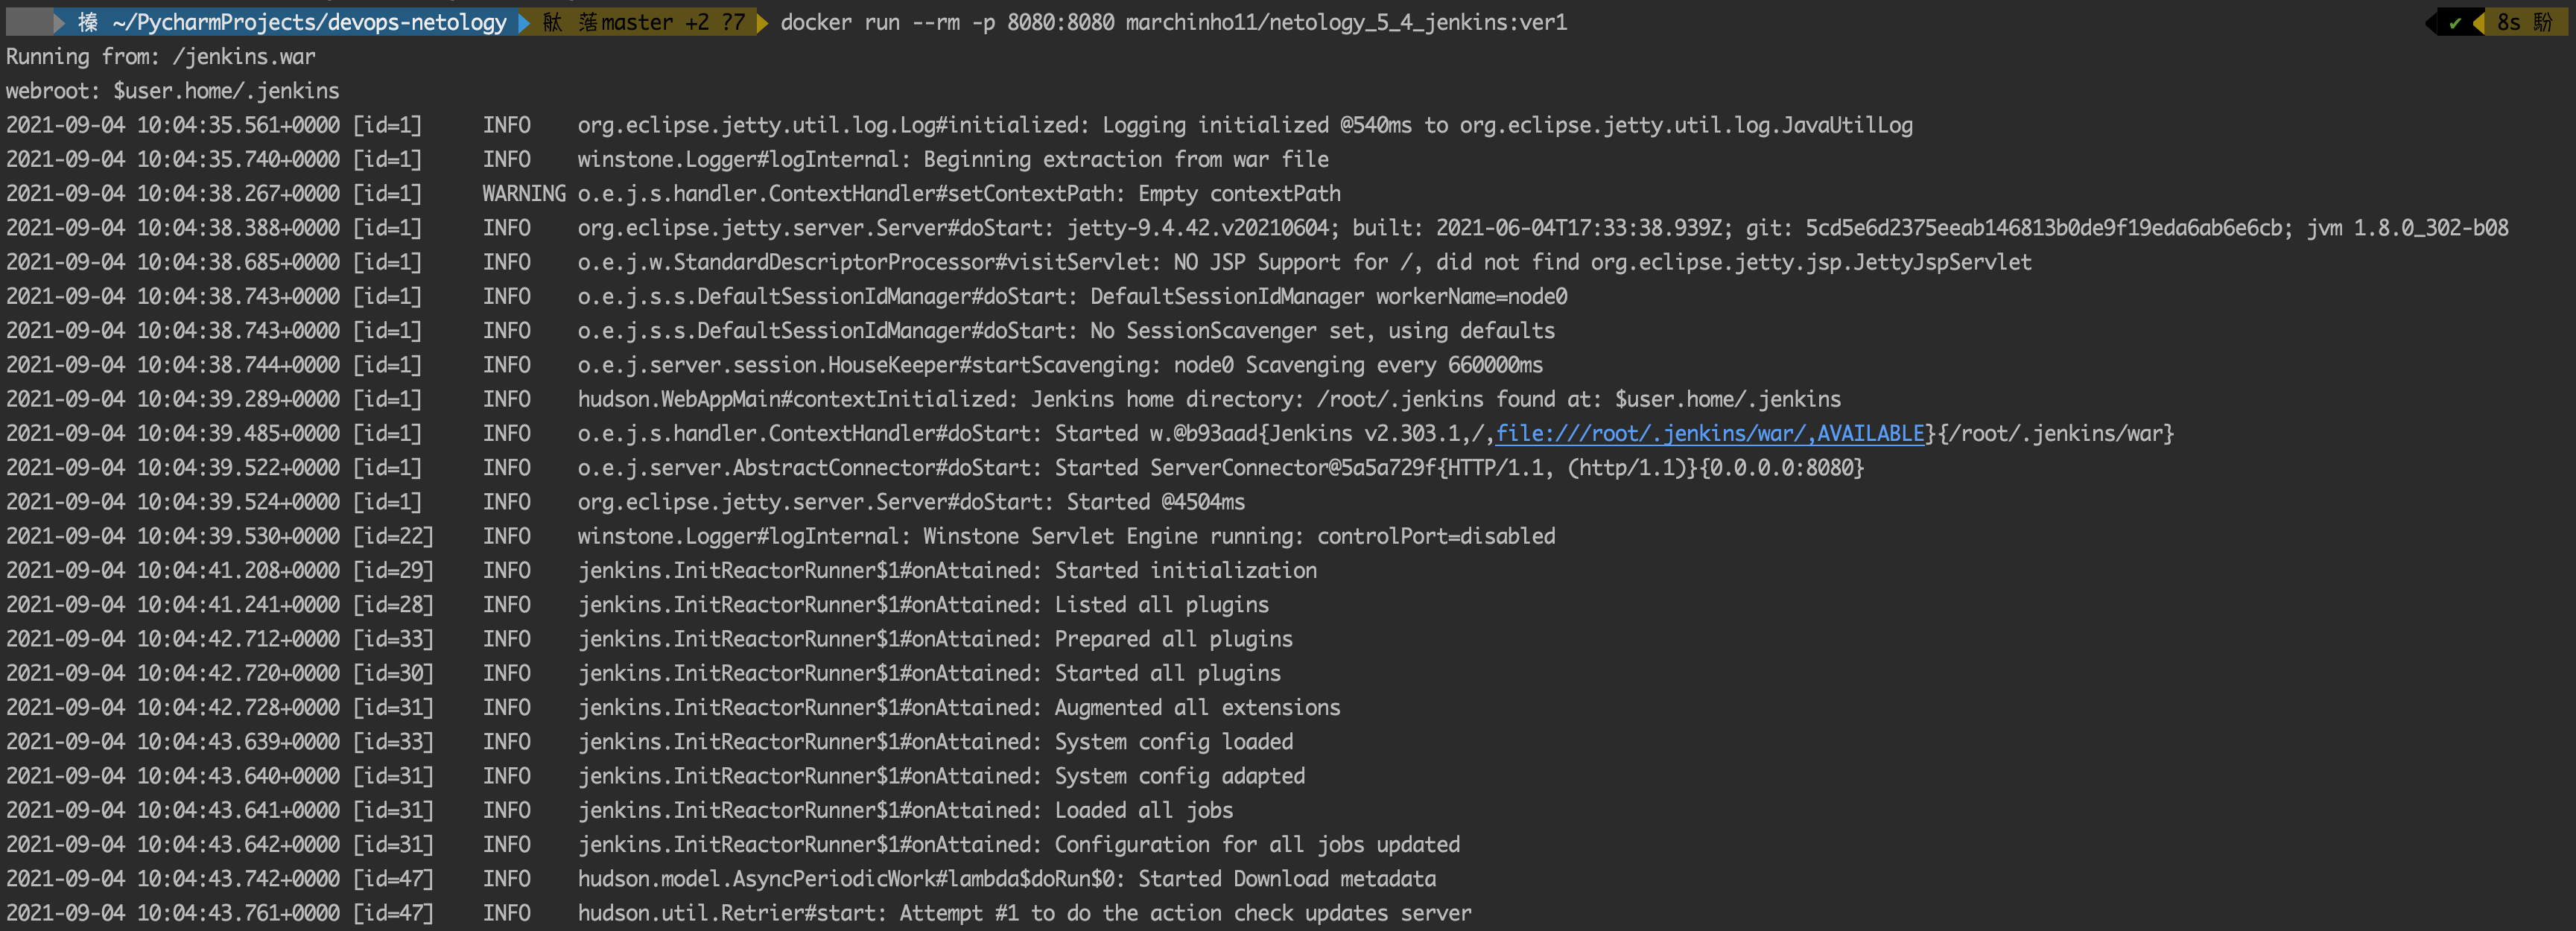 榛 ~/PycharmProjects/devops-netology 落master +2 ?7 docker run --rm -p 8080:8080 marchinho11/netology_5_4_jenkins:ver1 ✔ 8s
Running from: /jenkins.war
webroot: $user.home/.jenkins
2021-09-04 10:04:35.561+0000 [id=1] INFO org.eclipse.jetty.util.log.Log#initialized: Logging initialized @540ms to org.eclipse.jetty.util.log.JavaUtilLog
2021-09-04 10:04:35.740+0000 [id=1] INFO winstone.Logger#logInternal: Beginning extraction from war file
2021-09-04 10:04:38.267+0000 [id=1] WARNING o.e.j.s.handler.ContextHandler#setContextPath: Empty contextPath
2021-09-04 10:04:38.388+0000 [id=1] INFO org.eclipse.jetty.server.Server#doStart: jetty-9.4.42.v20210604; built: 2021-06-04T17:33:38.939Z; git: 5cd5e6d2375eeab146813b0de9f19eda6ab6e6cb; jvm 1.8.0_302-b08
2021-09-04 10:04:38.685+0000 [id=1] INFO o.e.j.w.StandardDescriptorProcessor#visitServlet: NO JSP Support for /, did not find org.eclipse.jetty.jsp.JettyJspServlet
2021-09-04 10:04:38.743+0000 [id=1] INFO o.e.j.s.s.DefaultSessionIdManager#doStart: DefaultSessionIdManager workerName=node0
2021-09-04 10:04:38.743+0000 [id=1] INFO o.e.j.s.s.DefaultSessionIdManager#doStart: No SessionScavenger set, using defaults
2021-09-04 10:04:38.744+0000 [id=1] INFO o.e.j.server.session.HouseKeeper#startScavenging: node0 Scavenging every 660000ms
2021-09-04 10:04:39.289+0000 [id=1] INFO hudson.WebAppMain#contextInitialized: Jenkins home directory: /root/.jenkins found at: $user.home/.jenkins
2021-09-04 10:04:39.485+0000 [id=1] INFO o.e.j.s.handler.ContextHandler#doStart: Started w.@b93aad{Jenkins v2.303.1,/,file:///root/.jenkins/war/,AVAILABLE}{/root/.jenkins/war}
2021-09-04 10:04:39.522+0000 [id=1] INFO o.e.j.server.AbstractConnector#doStart: Started ServerConnector@5a5a729f{HTTP/1.1, (http/1.1)}{0.0.0.0:8080}
2021-09-04 10:04:39.524+0000 [id=1] INFO org.eclipse.jetty.server.Server#doStart: Started @4504ms
2021-09-04 10:04:39.530+0000 [id=22] INFO winstone.Logger#logInternal: Winstone Servlet Engine running: controlPort=disabled
2021-09-04 10:04:41.208+0000 [id=29] INFO jenkins.InitReactorRunner$1#onAttained: Started initialization
2021-09-04 10:04:41.241+0000 [id=28] INFO jenkins.InitReactorRunner$1#onAttained: Listed all plugins
2021-09-04 10:04:42.712+0000 [id=33] INFO jenkins.InitReactorRunner$1#onAttained: Prepared all plugins
2021-09-04 10:04:42.720+0000 [id=30] INFO jenkins.InitReactorRunner$1#onAttained: Started all plugins
2021-09-04 10:04:42.728+0000 [id=31] INFO jenkins.InitReactorRunner$1#onAttained: Augmented all extensions
2021-09-04 10:04:43.639+0000 [id=33] INFO jenkins.InitReactorRunner$1#onAttained: System config loaded
2021-09-04 10:04:43.640+0000 [id=31] INFO jenkins.InitReactorRunner$1#onAttained: System config adapted
2021-09-04 10:04:43.641+0000 [id=31] INFO jenkins.InitReactorRunner$1#onAttained: Loaded all jobs
2021-09-04 10:04:43.642+0000 [id=31] INFO jenkins.InitReactorRunner$1#onAttained: Configuration for all jobs updated
2021-09-04 10:04:43.742+0000 [id=47] INFO hudson.model.AsyncPeriodicWork#lambda$doRun$0: Started Download metadata
2021-09-04 10:04:43.761+0000 [id=47] INFO hudson.util.Retrier#start: Attempt #1 to do the action check updates server